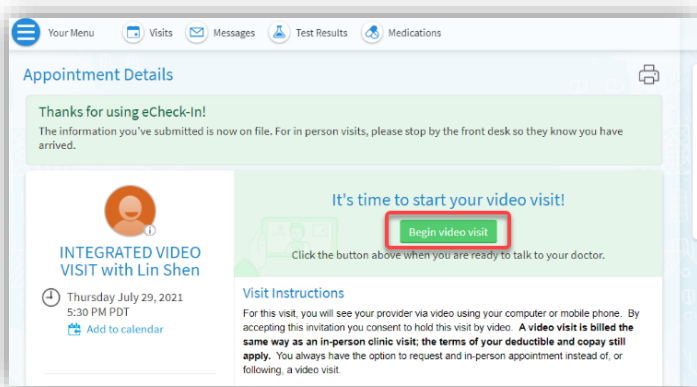 Your Menu Visits Messages Test Results Medications
Appointment Details
Thanks for using eCheck-In!
The information you've submitted is now on file. For in person visits, please stop by the front desk so they know you have
arrived.
INTEGRATED VIDEO
VISIT with Lin Shen
Thursday July 29, 2021
5:30 PM PDT
Add to calendar
It's time to start your video visit!
Begin video visit
Click the button above when you are ready to talk to your doctor.
Visit Instructions
For this visit, you will see your provider via video using your computer or mobile phone. By
accepting this invitation you consent to hold this visit by video. A video visit is billed the
same way as an in-person clinic visit; the terms of your deductible and copay still
apply. You always have the option to request and in-person appointment instead of, or
following, a video visit.